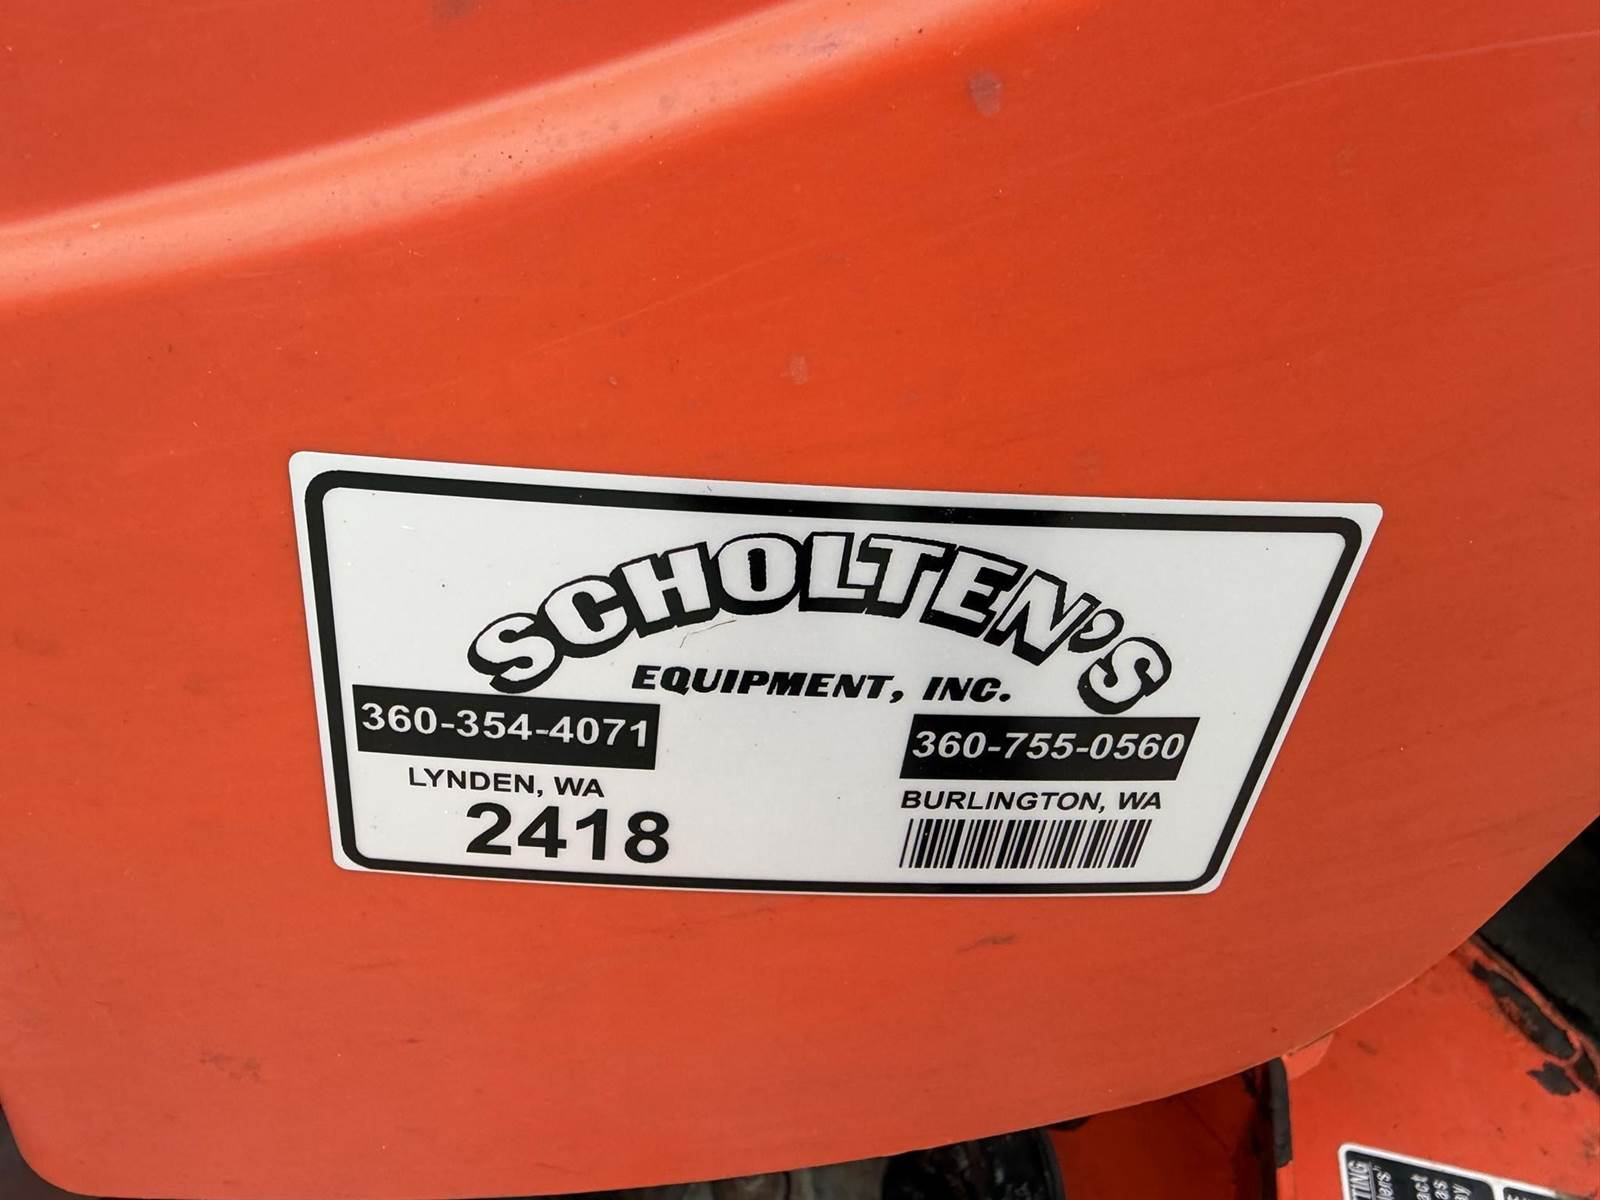 SCHOLTEN'S
EQUIPMENT, INC.
360-354-4071
LYNDEN, WA
2418
360-755-0560
BURLINGTON, WA